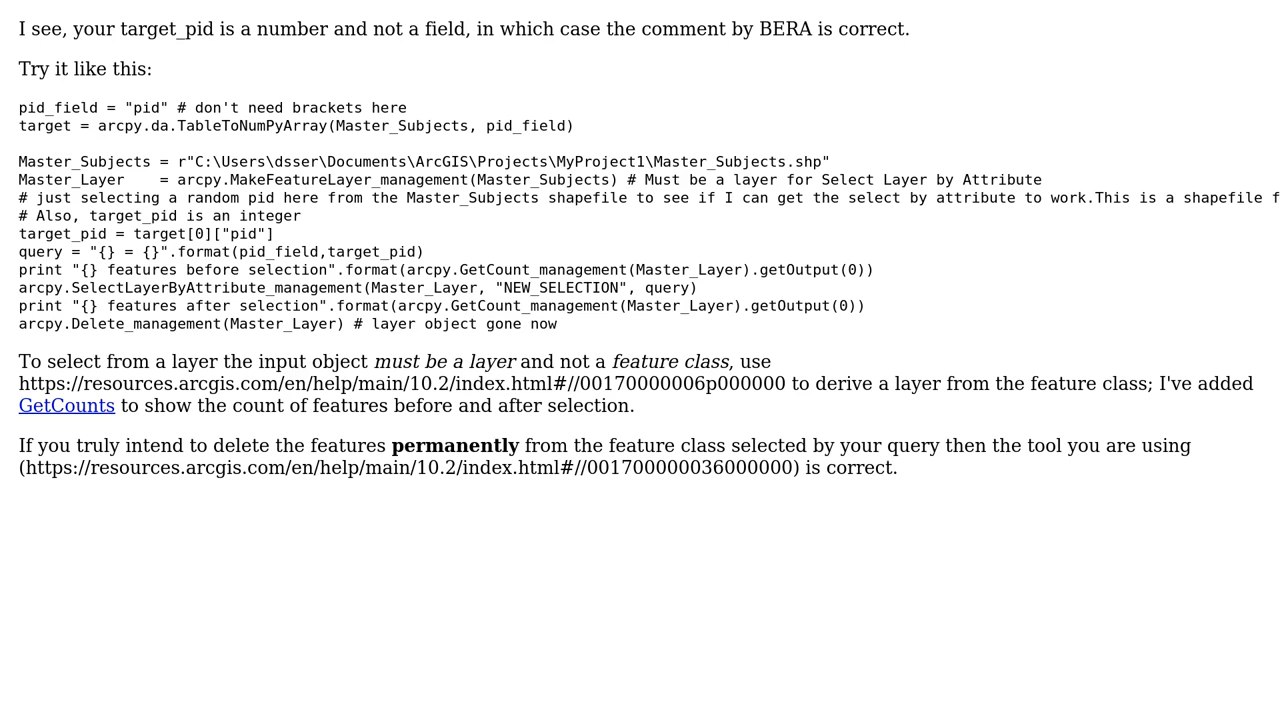 I see, your target_pid is a number and not a field, in which case the comment by BERA is correct.
Try it like this:
pid_field = "pid" # don't need brackets here
target = arcpy.da.TableToNumPyArray(Master_Subjects, pid_field)
Master_Subjects = r"C:\Users\dsser\Documents\ArcGIS\Projects\MyProject1\Master_Subjects.shp"
Master_Layer    = arcpy.MakeFeatureLayer_management(Master_Subjects) # Must be a layer for Select Layer by Attribute
# just selecting a random pid here from the Master_Subjects shapefile to see if I can get the select by attribute to work.This is a shapefile f
# Also, target_pid is an integer
target_pid = target[0]["pid"]
query = "{} = {}".format(pid_field,target_pid)
print "{} features before selection".format(arcpy.GetCount_management(Master_Layer).getOutput(0))
arcpy.SelectLayerByAttribute_management(Master_Layer, "NEW_SELECTION", query)
print "{} features after selection".format(arcpy.GetCount_management(Master_Layer).getOutput(0))
arcpy.Delete_management(Master_Layer) # layer object gone now
To select from a layer the input object must be a layer and not a feature class, use
https://resources.arcgis.com/en/help/main/10.2/index.html#//00170000006p000000 to derive a layer from the feature class; I've added
GetCounts to show the count of features before and after selection.
If you truly intend to delete the features permanently from the feature class selected by your query then the tool you are using
(https://resources.arcgis.com/en/help/main/10.2/index.html#//001700000036000000) is correct.